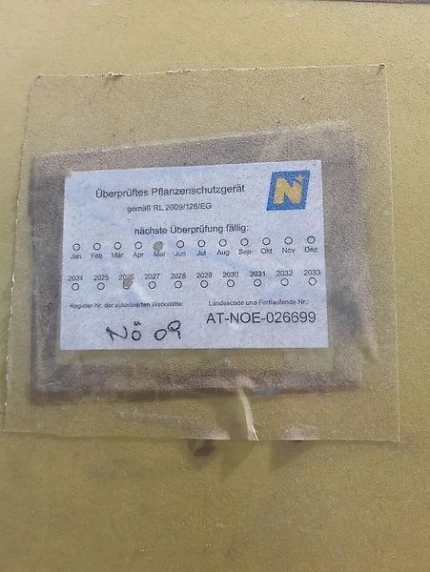 Überprüftes Pflanzenschutzgerät
gemäß RL 2009/128/EG
N
nächste Überprüfung fällig:
Jan Feb Mär Apr Mai Jun Jul Aug Sep Okt Nov Dez
2024 2025 2026 2027 2028 2029 2030 2031 2032 2033
Register-Nr. der autorisierten Werkstätte: Landescode und Fortlaufende Nr.:
NÖ 09 AT-NOE-026699